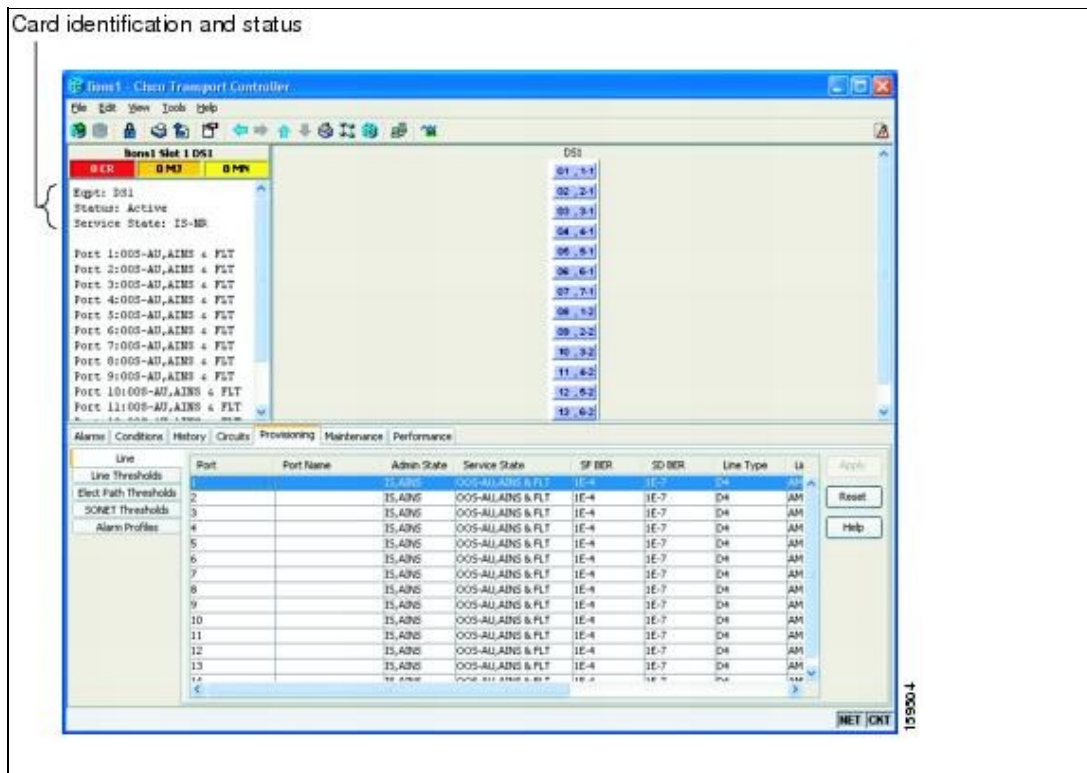 Card identification and status
lions1 - Cisco Transport Controller
File Edit View Tools Help
lions1 Slot 1 DS1
0 CR 0 MJ 0 MN
Eqpt: DS1
Status: Active
Service State: IS-NR
Port 1:OOS-AU,AINS & FLT
Port 2:OOS-AU,AINS & FLT
Port 3:OOS-AU,AINS & FLT
Port 4:OOS-AU,AINS & FLT
Port 5:OOS-AU,AINS & FLT
Port 6:OOS-AU,AINS & FLT
Port 7:OOS-AU,AINS & FLT
Port 8:OOS-AU,AINS & FLT
Port 9:OOS-AU,AINS & FLT
Port 10:OOS-AU,AINS & FLT
Port 11:OOS-AU,AINS & FLT
DS1
01 , 1-1
02 , 2-1
03 , 3-1
04 , 4-1
05 , 5-1
06 , 6-1
07 , 7-1
08 , 1-2
09 , 2-2
10 , 3-2
11 , 4-2
12 , 5-2
13 , 6-2
Alarms Conditions History Circuits Provisioning Maintenance Performance
Line
Line Thresholds
Elect Path Thresholds
SONET Thresholds
Alarm Profiles
Port Port Name Admin State Service State SF BER SD BER Line Type Li
1 IS,AINS OOS-AU,AINS & FLT 1E-4 1E-7 D4 AM
2 IS,AINS OOS-AU,AINS & FLT 1E-4 1E-7 D4 AM
3 IS,AINS OOS-AU,AINS & FLT 1E-4 1E-7 D4 AM
4 IS,AINS OOS-AU,AINS & FLT 1E-4 1E-7 D4 AM
5 IS,AINS OOS-AU,AINS & FLT 1E-4 1E-7 D4 AM
6 IS,AINS OOS-AU,AINS & FLT 1E-4 1E-7 D4 AM
7 IS,AINS OOS-AU,AINS & FLT 1E-4 1E-7 D4 AM
8 IS,AINS OOS-AU,AINS & FLT 1E-4 1E-7 D4 AM
9 IS,AINS OOS-AU,AINS & FLT 1E-4 1E-7 D4 AM
10 IS,AINS OOS-AU,AINS & FLT 1E-4 1E-7 D4 AM
11 IS,AINS OOS-AU,AINS & FLT 1E-4 1E-7 D4 AM
12 IS,AINS OOS-AU,AINS & FLT 1E-4 1E-7 D4 AM
13 IS,AINS OOS-AU,AINS & FLT 1E-4 1E-7 D4 AM
Apply
Reset
Help
NET CKT
159504